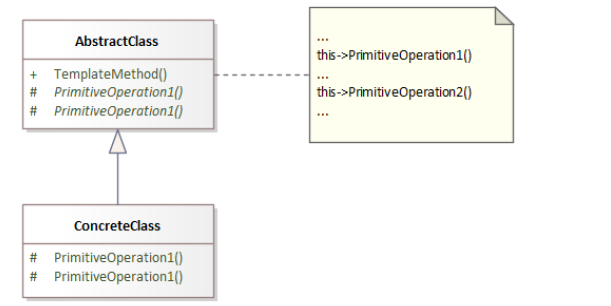 AbstractClass
+ TemplateMethod()
# PrimitiveOperation1()
# PrimitiveOperation1()
...
this->PrimitiveOperation1()
...
this->PrimitiveOperation2()
...
ConcreteClass
# PrimitiveOperation1()
# PrimitiveOperation1()